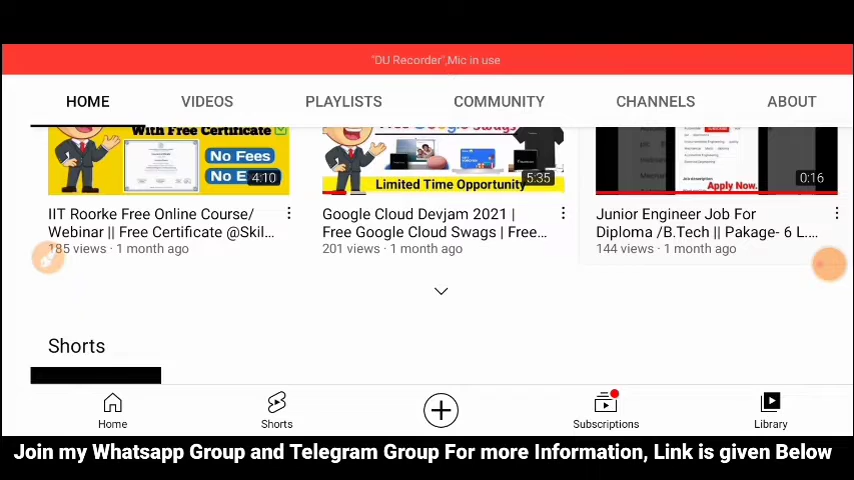 "DU Recorder",Mic in use
HOME VIDEOS PLAYLISTS COMMUNITY CHANNELS ABOUT
With Free Certificate
No Fees
4:10
Limited Time Opportunity
5:35
Apply Now.
0:16
IIT Roorke Free Online Course/
Webinar || Free Certificate @Skil...
185 views · 1 month ago
Google Cloud Devjam 2021 |
Free Google Cloud Swags | Free...
201 views · 1 month ago
Junior Engineer Job For
Diploma /B.Tech || Pakage- 6 L....
144 views · 1 month ago
Shorts
Home Shorts Subscriptions Library
Join my Whatsapp Group and Telegram Group For more Information, Link is given Below